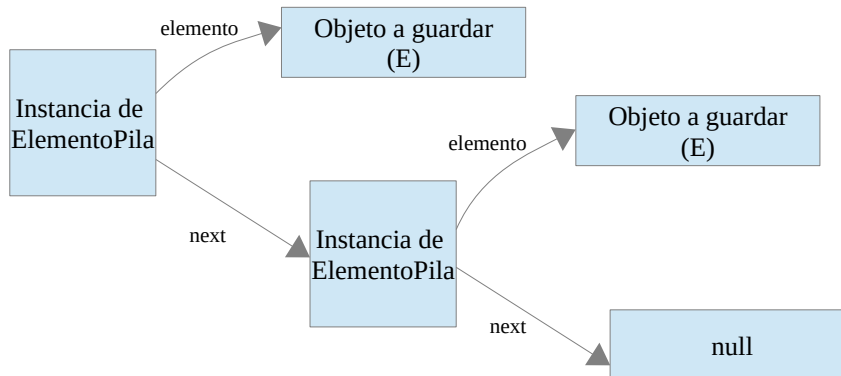 elemento
Objeto a guardar
(E)
Instancia de
ElementoPila
next
elemento
Objeto a guardar
(E)
Instancia de
ElementoPila
next
null